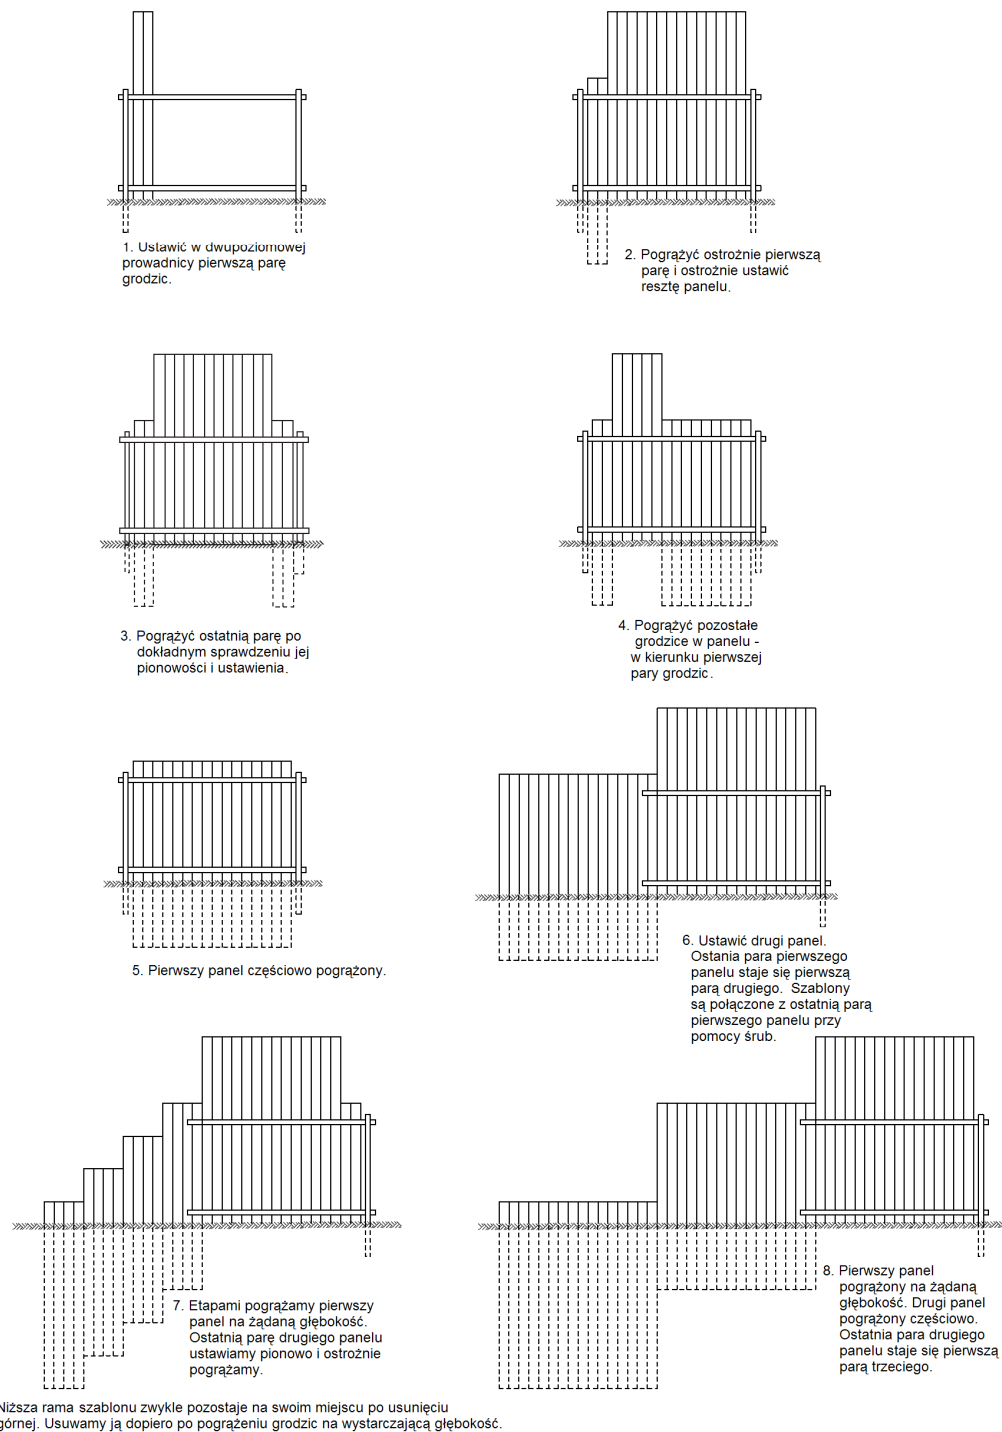 1. Ustawić w dwupoziomowej
prowadnicy pierwszą parę
grodzic.
2. Pogrążyć ostrożnie pierwszą
parę i ostrożnie ustawić
resztę panelu.
3. Pogrążyć ostatnią parę po
dokładnym sprawdzeniu jej
pionowości i ustawienia.
4. Pogrążyć pozostałe
grodzice w panelu -
w kierunku pierwszej
pary grodzic.
5. Pierwszy panel częściowo pogrążony.
6. Ustawić drugi panel.
Ostania para pierwszego
panelu staje się pierwszą
parą drugiego. Szablony
są połączone z ostatnią parą
pierwszego panelu przy
pomocy śrub.
7. Etapami pogrążamy pierwszy
panel na żądaną głębokość.
Ostatnią parę drugiego panelu
ustawiamy pionowo i ostrożnie
pogrążamy.
8. Pierwszy panel
pogrążony na żądaną
głębokość. Drugi panel
pogrążony częściowo.
Ostatnia para drugiego
panelu staje się pierwszą
parą trzeciego.
Niższa rama szablonu zwykle pozostaje na swoim miejscu po usunięciu
górnej. Usuwamy ją dopiero po pogrążeniu grodzic na wystarczającą głębokość.